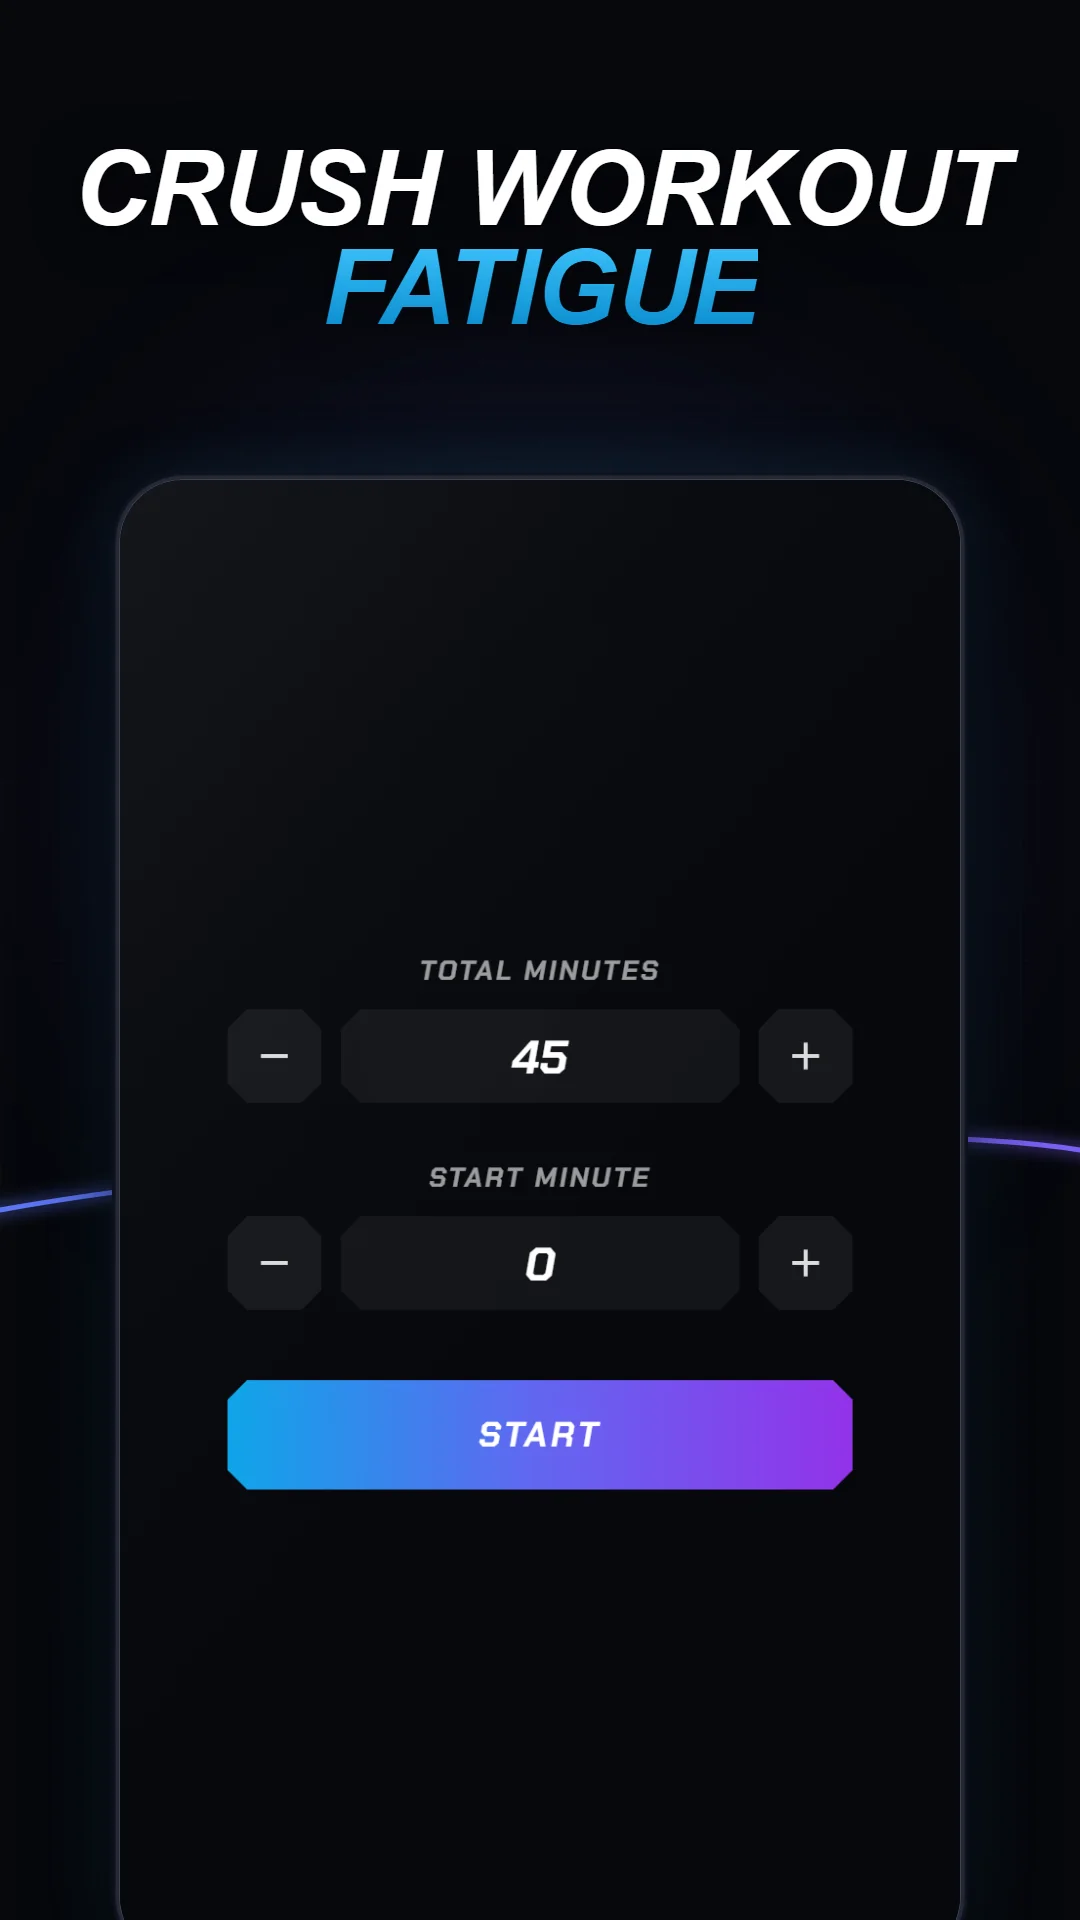 CRUSH WORKOUT
FATIGUE
TOTAL MINUTES
− 45 +
START MINUTE
− 0 +
START